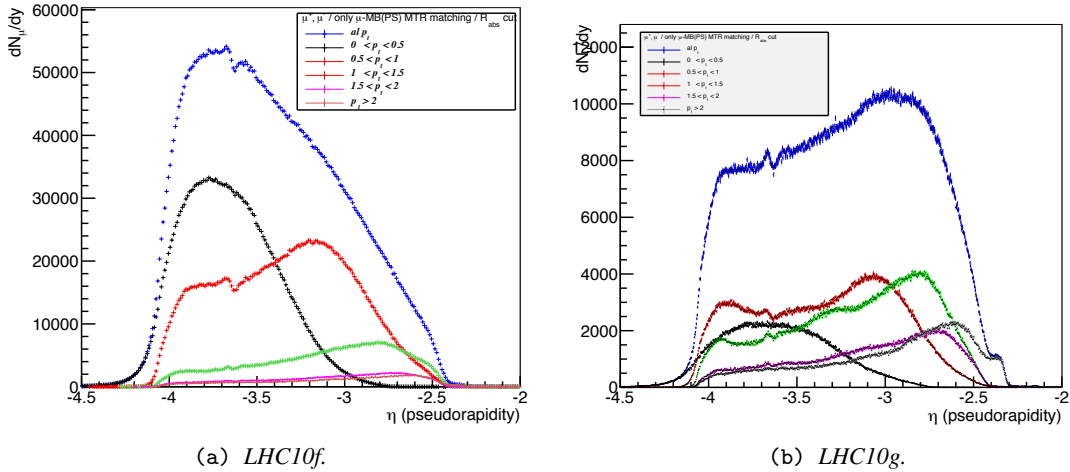 dN_μ/dy
μ⁺, μ⁻ / only μ-MB(PS) MTR matching / R_abs cut
al p_t
0 < p_t < 0.5
0.5 < p_t < 1
1 < p_t < 1.5
1.5 < p_t < 2
p_t > 2
60000
50000
40000
30000
20000
10000
0
-4.5 -4 -3.5 -3 -2.5 -2
η (pseudorapidity)
(a) LHC10f.
dN_μ/dy
μ⁺, μ⁻ / only μ-MB(PS) MTR matching / R_abs cut
al p_t
0 < p_t < 0.5
0.5 < p_t < 1
1 < p_t < 1.5
1.5 < p_t < 2
p_t > 2
12000
10000
8000
6000
4000
2000
0
-4.5 -4 -3.5 -3 -2.5 -2
η (pseudorapidity)
(b) LHC10g.